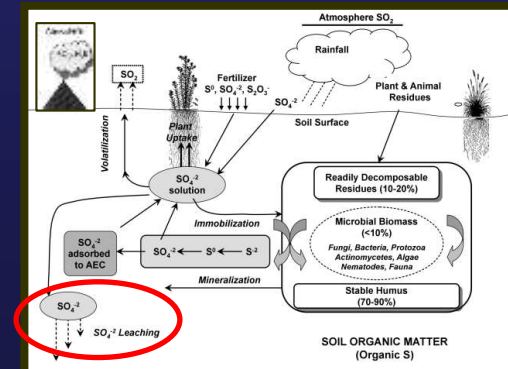 Atmosphere SO2
Rainfall
SO2
Fertilizer
S0, SO4-2, S2O3-
SO4-2
Plant & Animal
Residues
Soil Surface
Volatilization
Plant
Uptake
SO4-2
solution
Immobilization
Readily Decomposable
Residues (10-20%)
Microbial Biomass
(<10%)
Fungi, Bacteria, Protozoa
Actinomycetes, Algae
Nematodes, Fauna
SO4-2
adsorbed
to AEC
SO4-2 S0 S-2
Mineralization
Stable Humus
(70-90%)
SO4-2
SO4-2 Leaching
SOIL ORGANIC MATTER
(Organic S)